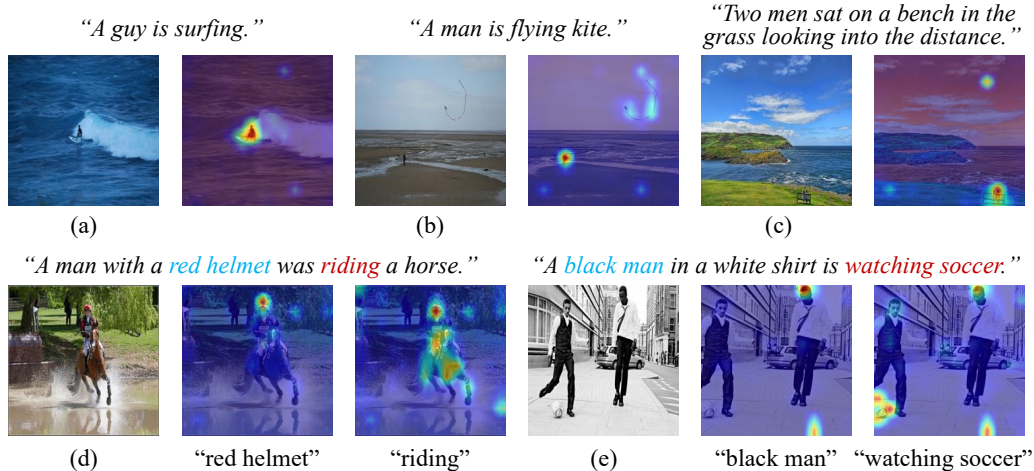 “A guy is surfing.”
“A man is flying kite.”
“Two men sat on a bench in the
grass looking into the distance.”
(a)
(b)
(c)
“A man with a red helmet was riding a horse.”
“A black man in a white shirt is watching soccer.”
(d)
“red helmet”
“riding”
(e)
“black man”
“watching soccer”